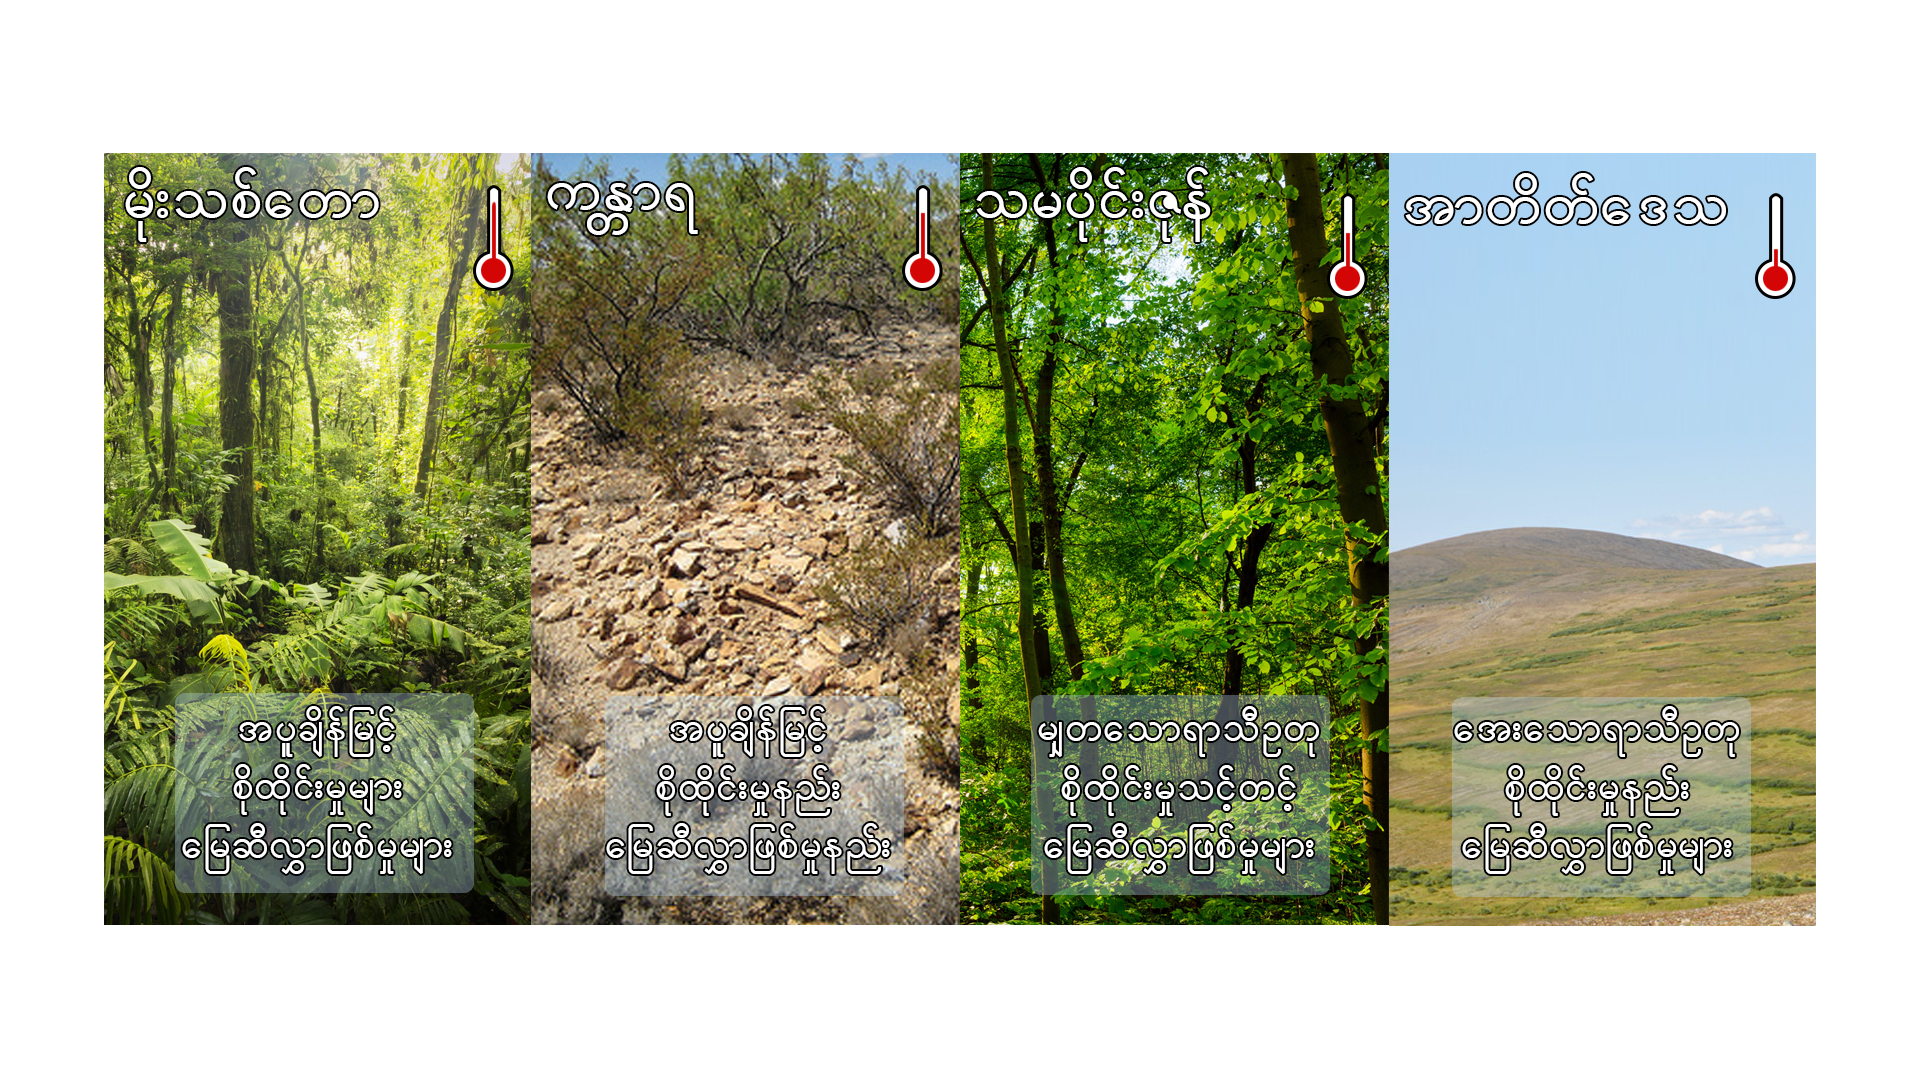 မိုးသစ်တော
အပူချိန်မြင့်
စိုထိုင်းမှုများ
မြေဆီလွှာဖြစ်မှုများ
ကန္တာရ
အပူချိန်မြင့်
စိုထိုင်းမှုနည်း
မြေဆီလွှာဖြစ်မှုနည်း
သမပိုင်းဇုန်
မျှတသောရာသီဥတု
စိုထိုင်းမှုသင့်တင့်
မြေဆီလွှာဖြစ်မှုများ
အာတိတ်ဒေသ
အေးသောရာသီဥတု
စိုထိုင်းမှုနည်း
မြေဆီလွှာဖြစ်မှုများ